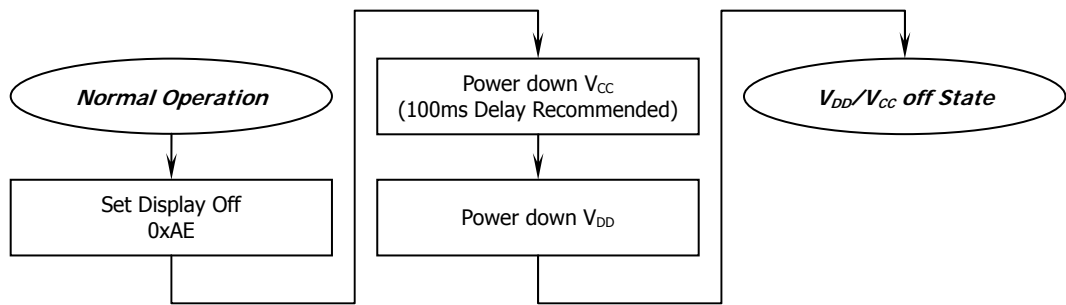 Normal Operation
Set Display Off
0xAE
Power down VCC
(100ms Delay Recommended)
Power down VDD
VDD/VCC off State